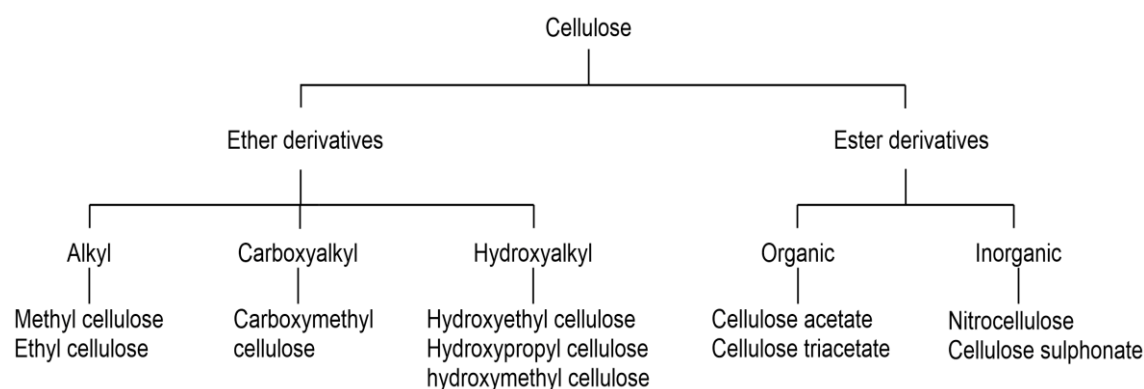 Cellulose
Ether derivatives
Ester derivatives
Alkyl
Carboxyalkyl
Hydroxyalkyl
Organic
Inorganic
Methyl cellulose
Ethyl cellulose
Carboxymethyl
cellulose
Hydroxyethyl cellulose
Hydroxypropyl cellulose
hydroxymethyl cellulose
Cellulose acetate
Cellulose triacetate
Nitrocellulose
Cellulose sulphonate